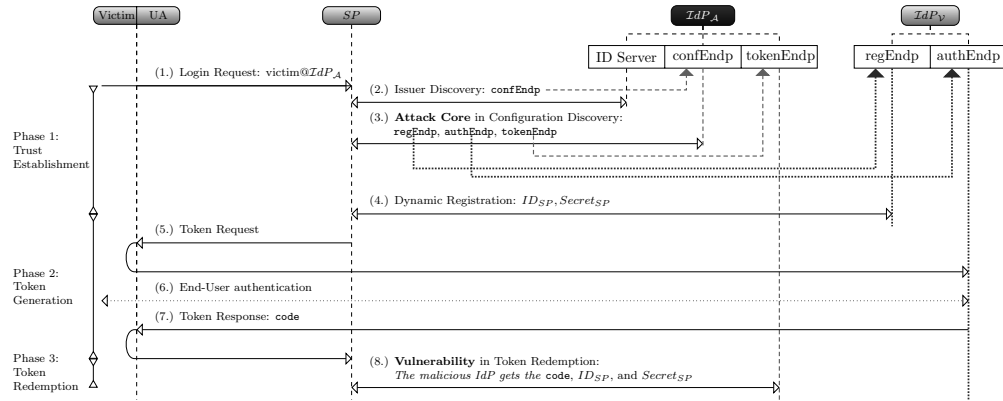 Victim UA SP IdP_A IdP_V
ID Server confEndp tokenEndp regEndp authEndp
(1.) Login Request: victim@IdP_A
(2.) Issuer Discovery: confEndp
(3.) Attack Core in Configuration Discovery:
regEndp, authEndp, tokenEndp
Phase 1:
Trust
Establishment
(4.) Dynamic Registration: ID_SP, Secret_SP
(5.) Token Request
Phase 2:
Token
Generation
(6.) End-User authentication
(7.) Token Response: code
Phase 3:
Token
Redemption
(8.) Vulnerability in Token Redemption:
The malicious IdP gets the code, ID_SP, and Secret_SP